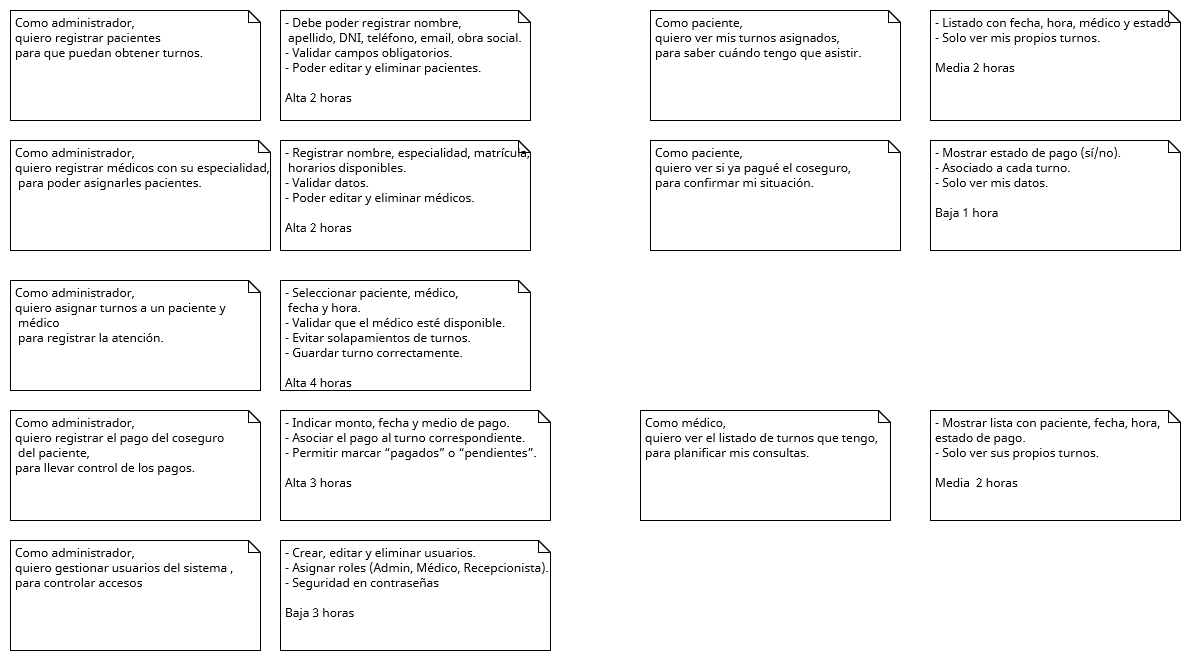 Como administrador,
quiero registrar pacientes
para que puedan obtener turnos.
- Debe poder registrar nombre,
apellido, DNI, teléfono, email, obra social.
- Validar campos obligatorios.
- Poder editar y eliminar pacientes.
Alta 2 horas
Como paciente,
quiero ver mis turnos asignados,
para saber cuándo tengo que asistir.
- Listado con fecha, hora, médico y estado
- Solo ver mis propios turnos.
Media 2 horas
Como administrador,
quiero registrar médicos con su especialidad,
para poder asignarles pacientes.
- Registrar nombre, especialidad, matrícula,
horarios disponibles.
- Validar datos.
- Poder editar y eliminar médicos.
Alta 2 horas
Como paciente,
quiero ver si ya pagué el coseguro,
para confirmar mi situación.
- Mostrar estado de pago (sí/no).
- Asociado a cada turno.
- Solo ver mis datos.
Baja 1 hora
Como administrador,
quiero asignar turnos a un paciente y
médico
para registrar la atención.
- Seleccionar paciente, médico,
fecha y hora.
- Validar que el médico esté disponible.
- Evitar solapamientos de turnos.
- Guardar turno correctamente.
Alta 4 horas
Como administrador,
quiero registrar el pago del coseguro
del paciente,
para llevar control de los pagos.
- Indicar monto, fecha y medio de pago.
- Asociar el pago al turno correspondiente.
- Permitir marcar “pagados” o “pendientes”.
Alta 3 horas
Como médico,
quiero ver el listado de turnos que tengo,
para planificar mis consultas.
- Mostrar lista con paciente, fecha, hora,
estado de pago.
- Solo ver sus propios turnos.
Media  2 horas
Como administrador,
quiero gestionar usuarios del sistema ,
para controlar accesos
- Crear, editar y eliminar usuarios.
- Asignar roles (Admin, Médico, Recepcionista).
- Seguridad en contraseñas
Baja 3 horas